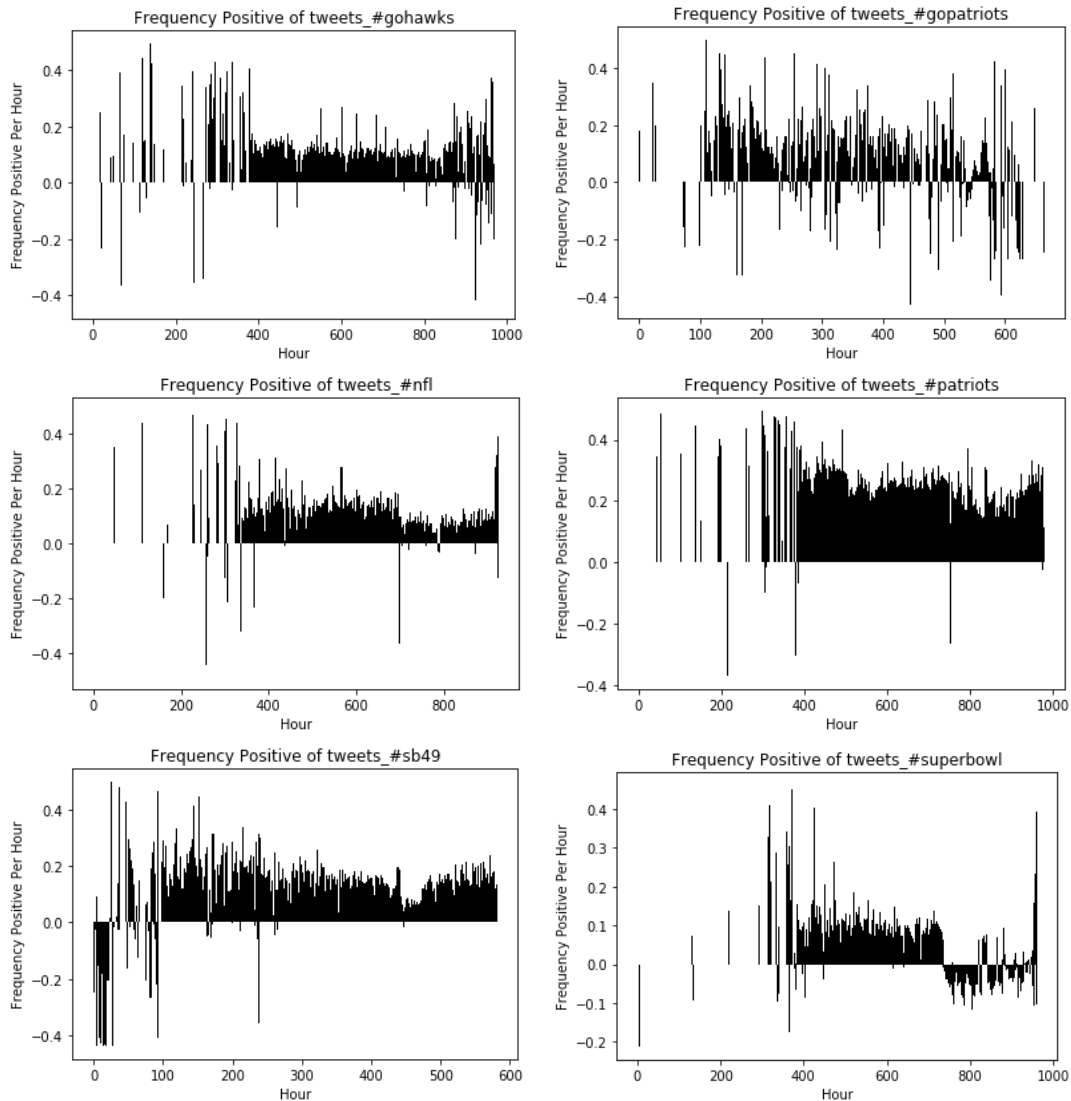 Frequency Positive of tweets_#gohawks
Frequency Positive Per Hour
0.4
0.2
0.0
−0.2
−0.4
0 200 400 600 800 1000
Hour
Frequency Positive of tweets_#gopatriots
Frequency Positive Per Hour
0.4
0.2
0.0
−0.2
−0.4
0 100 200 300 400 500 600
Hour
Frequency Positive of tweets_#nfl
Frequency Positive Per Hour
0.4
0.2
0.0
−0.2
−0.4
0 200 400 600 800
Hour
Frequency Positive of tweets_#patriots
Frequency Positive Per Hour
0.4
0.2
0.0
−0.2
−0.4
0 200 400 600 800 1000
Hour
Frequency Positive of tweets_#sb49
Frequency Positive Per Hour
0.4
0.2
0.0
−0.2
−0.4
0 100 200 300 400 500 600
Hour
Frequency Positive of tweets_#superbowl
Frequency Positive Per Hour
0.4
0.3
0.2
0.1
0.0
−0.1
−0.2
0 200 400 600 800 1000
Hour